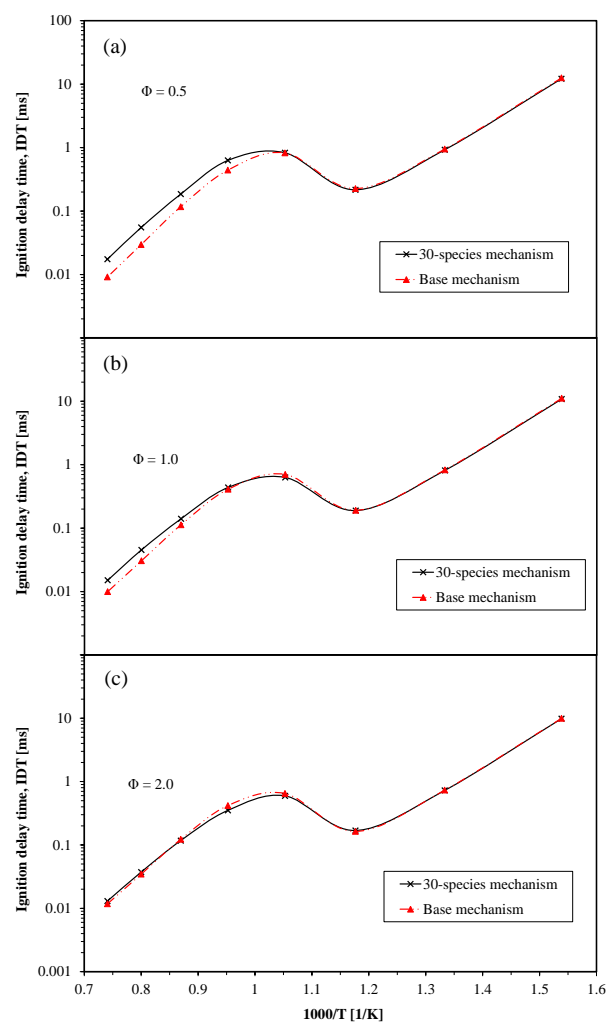 100
(a)
10
Φ = 0.5
1
0.1
0.01
Ignition delay time, IDT [ms]
30-species mechanism
Base mechanism
(b)
10
Φ = 1.0
1
0.1
0.01
Ignition delay time, IDT [ms]
30-species mechanism
Base mechanism
(c)
10
Φ = 2.0
1
0.1
0.01
0.001
Ignition delay time, IDT [ms]
30-species mechanism
Base mechanism
0.7 0.8 0.9 1 1.1 1.2 1.3 1.4 1.5 1.6
1000/T [1/K]